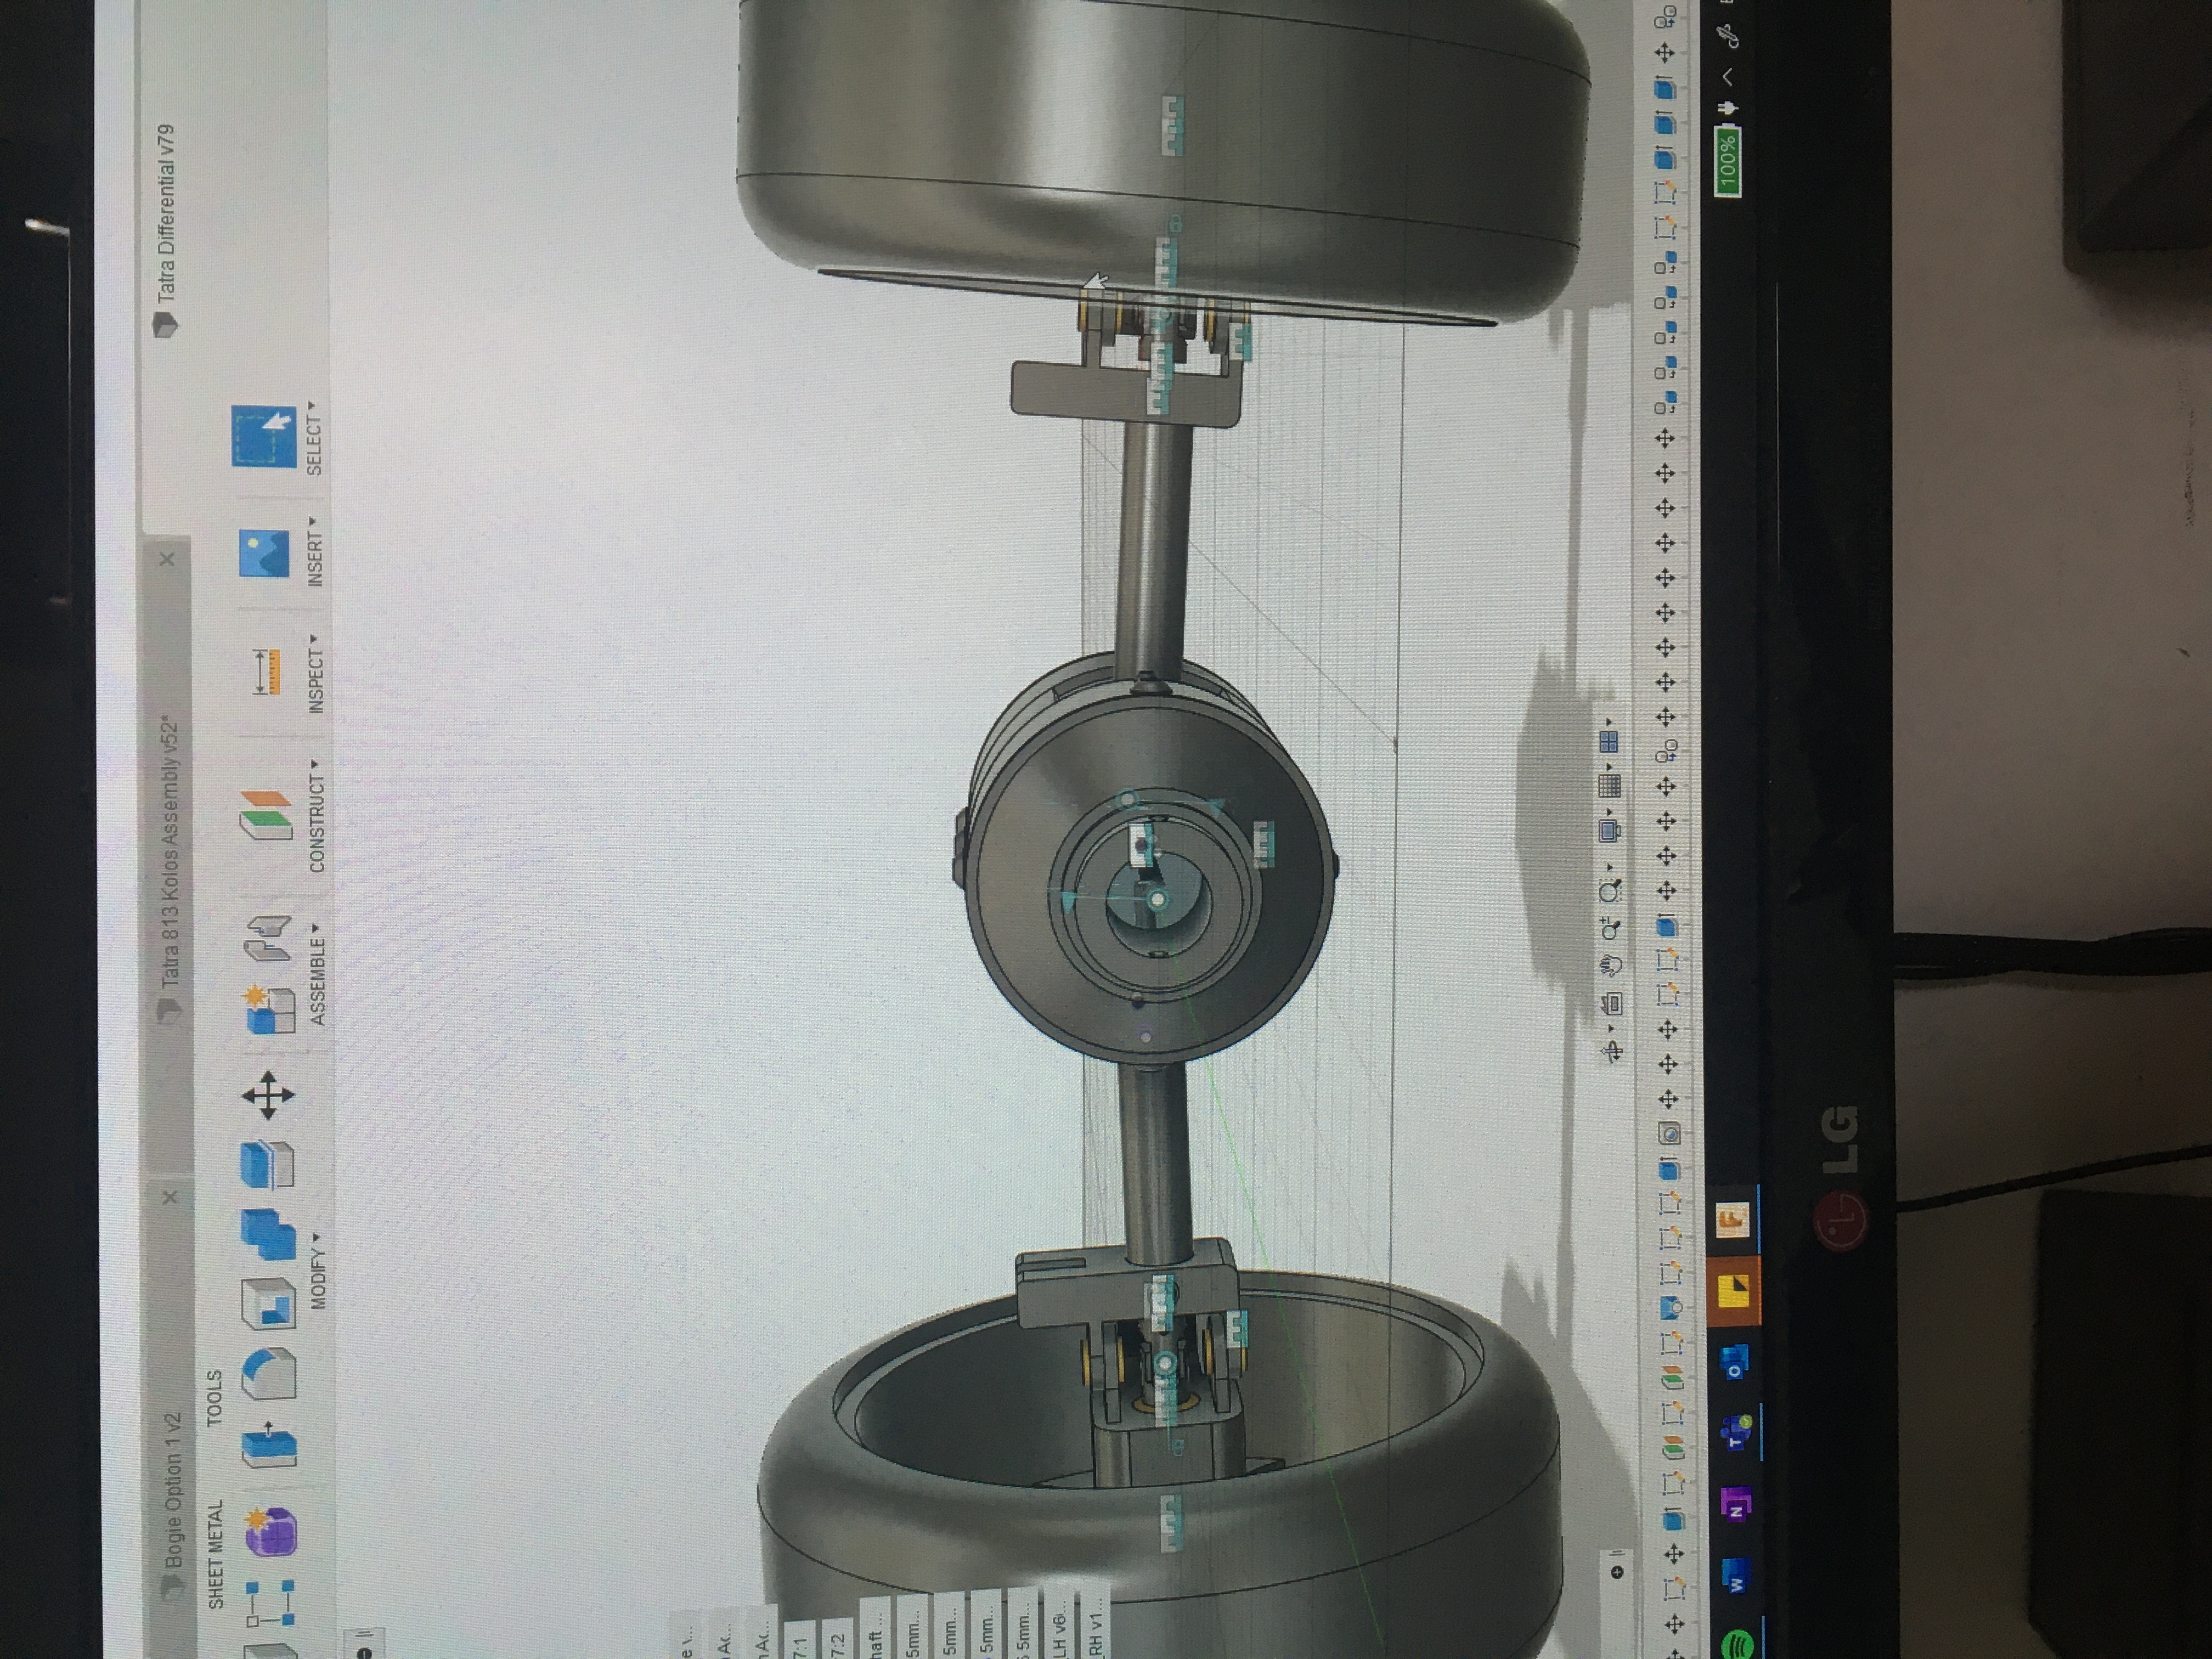 Bogie Option 1 v2
Tatra 813 Kolos Assembly v52*
Tatra Differential v79
SHEET METAL
TOOLS
MODIFY
ASSEMBLE
CONSTRUCT
INSPECT
INSERT
SELECT
e v...
Ac...
Ac...
7:1
7:2
haft ...
5mm...
5mm...
5mm...
5mm...
LH v6...
RH v1...
W
N
T
O
F
100%
LG